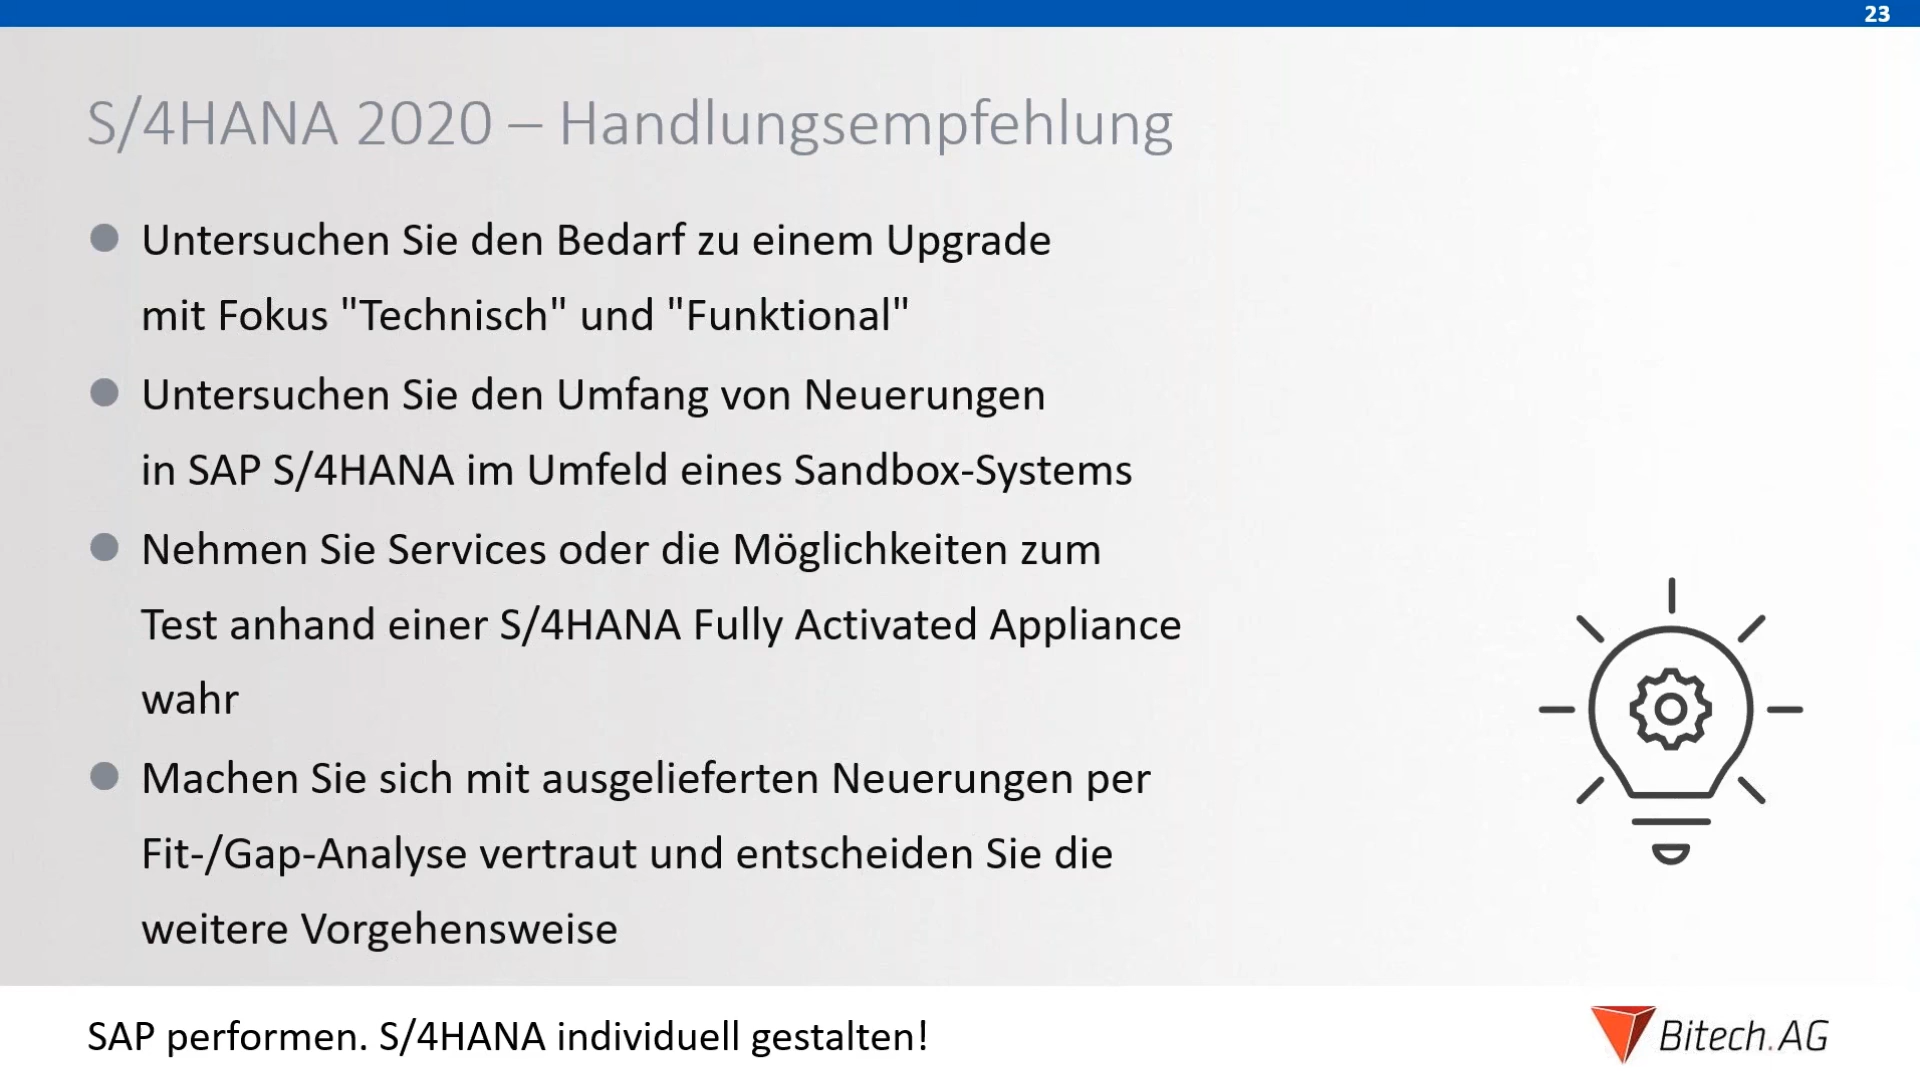 23
S/4HANA 2020 – Handlungsempfehlung
Untersuchen Sie den Bedarf zu einem Upgrade
mit Fokus "Technisch" und "Funktional"
Untersuchen Sie den Umfang von Neuerungen
in SAP S/4HANA im Umfeld eines Sandbox-Systems
Nehmen Sie Services oder die Möglichkeiten zum
Test anhand einer S/4HANA Fully Activated Appliance
wahr
Machen Sie sich mit ausgelieferten Neuerungen per
Fit-/Gap-Analyse vertraut und entscheiden Sie die
weitere Vorgehensweise
SAP performen. S/4HANA individuell gestalten!
Bitech.AG